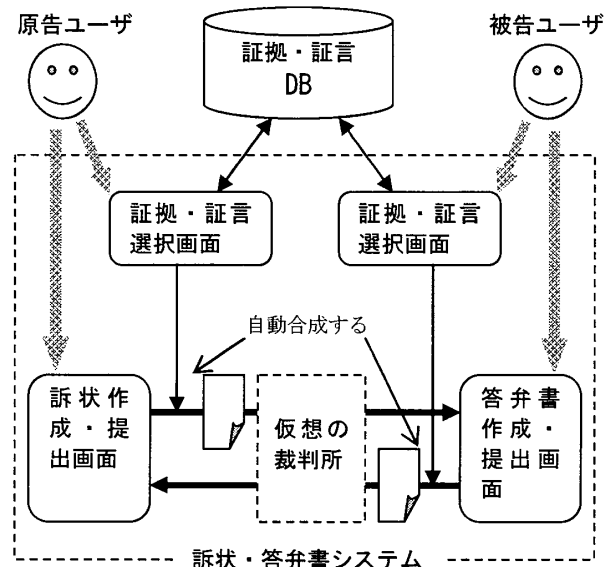 原告ユーザ
被告ユーザ
証拠・証言
DB
証拠・証言
選択画面
証拠・証言
選択画面
自動合成する
訴状作
成・提
出画面
仮想の
裁判所
答弁書
作成・
提出画
面
訴状・答弁書システム